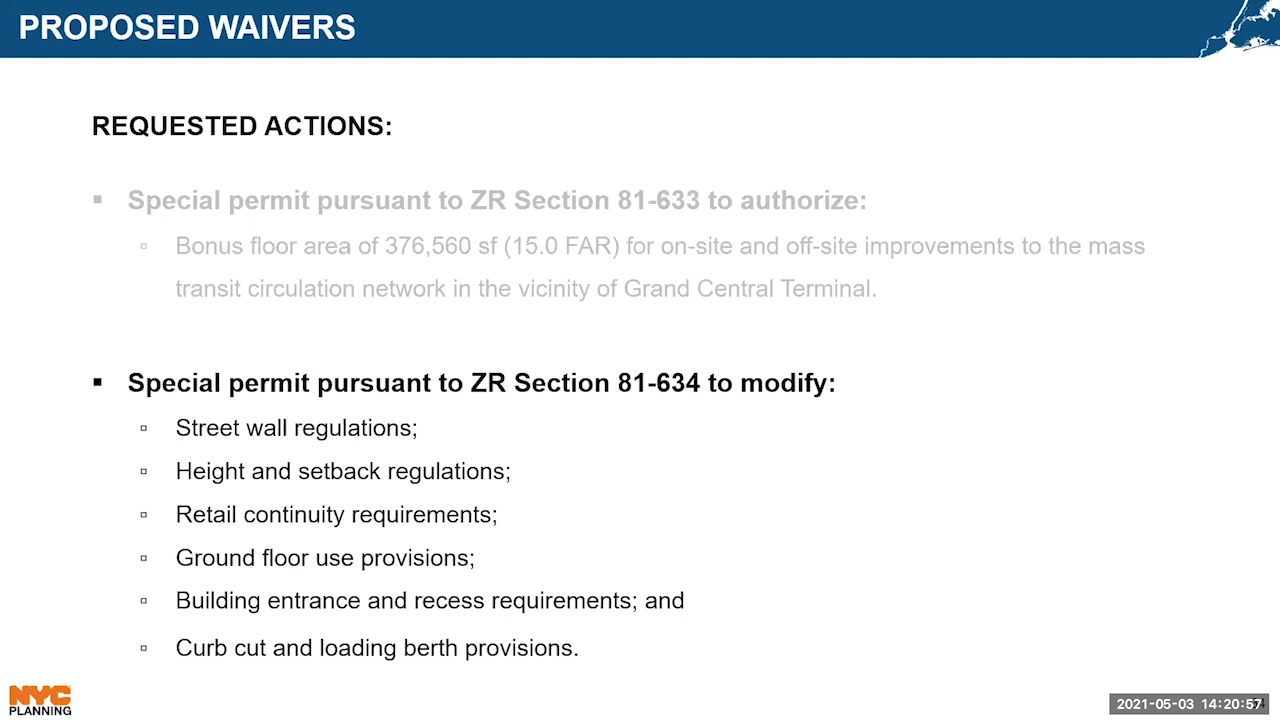 PROPOSED WAIVERS
REQUESTED ACTIONS:
▪ Special permit pursuant to ZR Section 81-633 to authorize:
▫ Bonus floor area of 376,560 sf (15.0 FAR) for on-site and off-site improvements to the mass
transit circulation network in the vicinity of Grand Central Terminal.
▪ Special permit pursuant to ZR Section 81-634 to modify:
▫ Street wall regulations;
▫ Height and setback regulations;
▫ Retail continuity requirements;
▫ Ground floor use provisions;
▫ Building entrance and recess requirements; and
▫ Curb cut and loading berth provisions.
NYC
PLANNING
2021-05-03 14:20:57